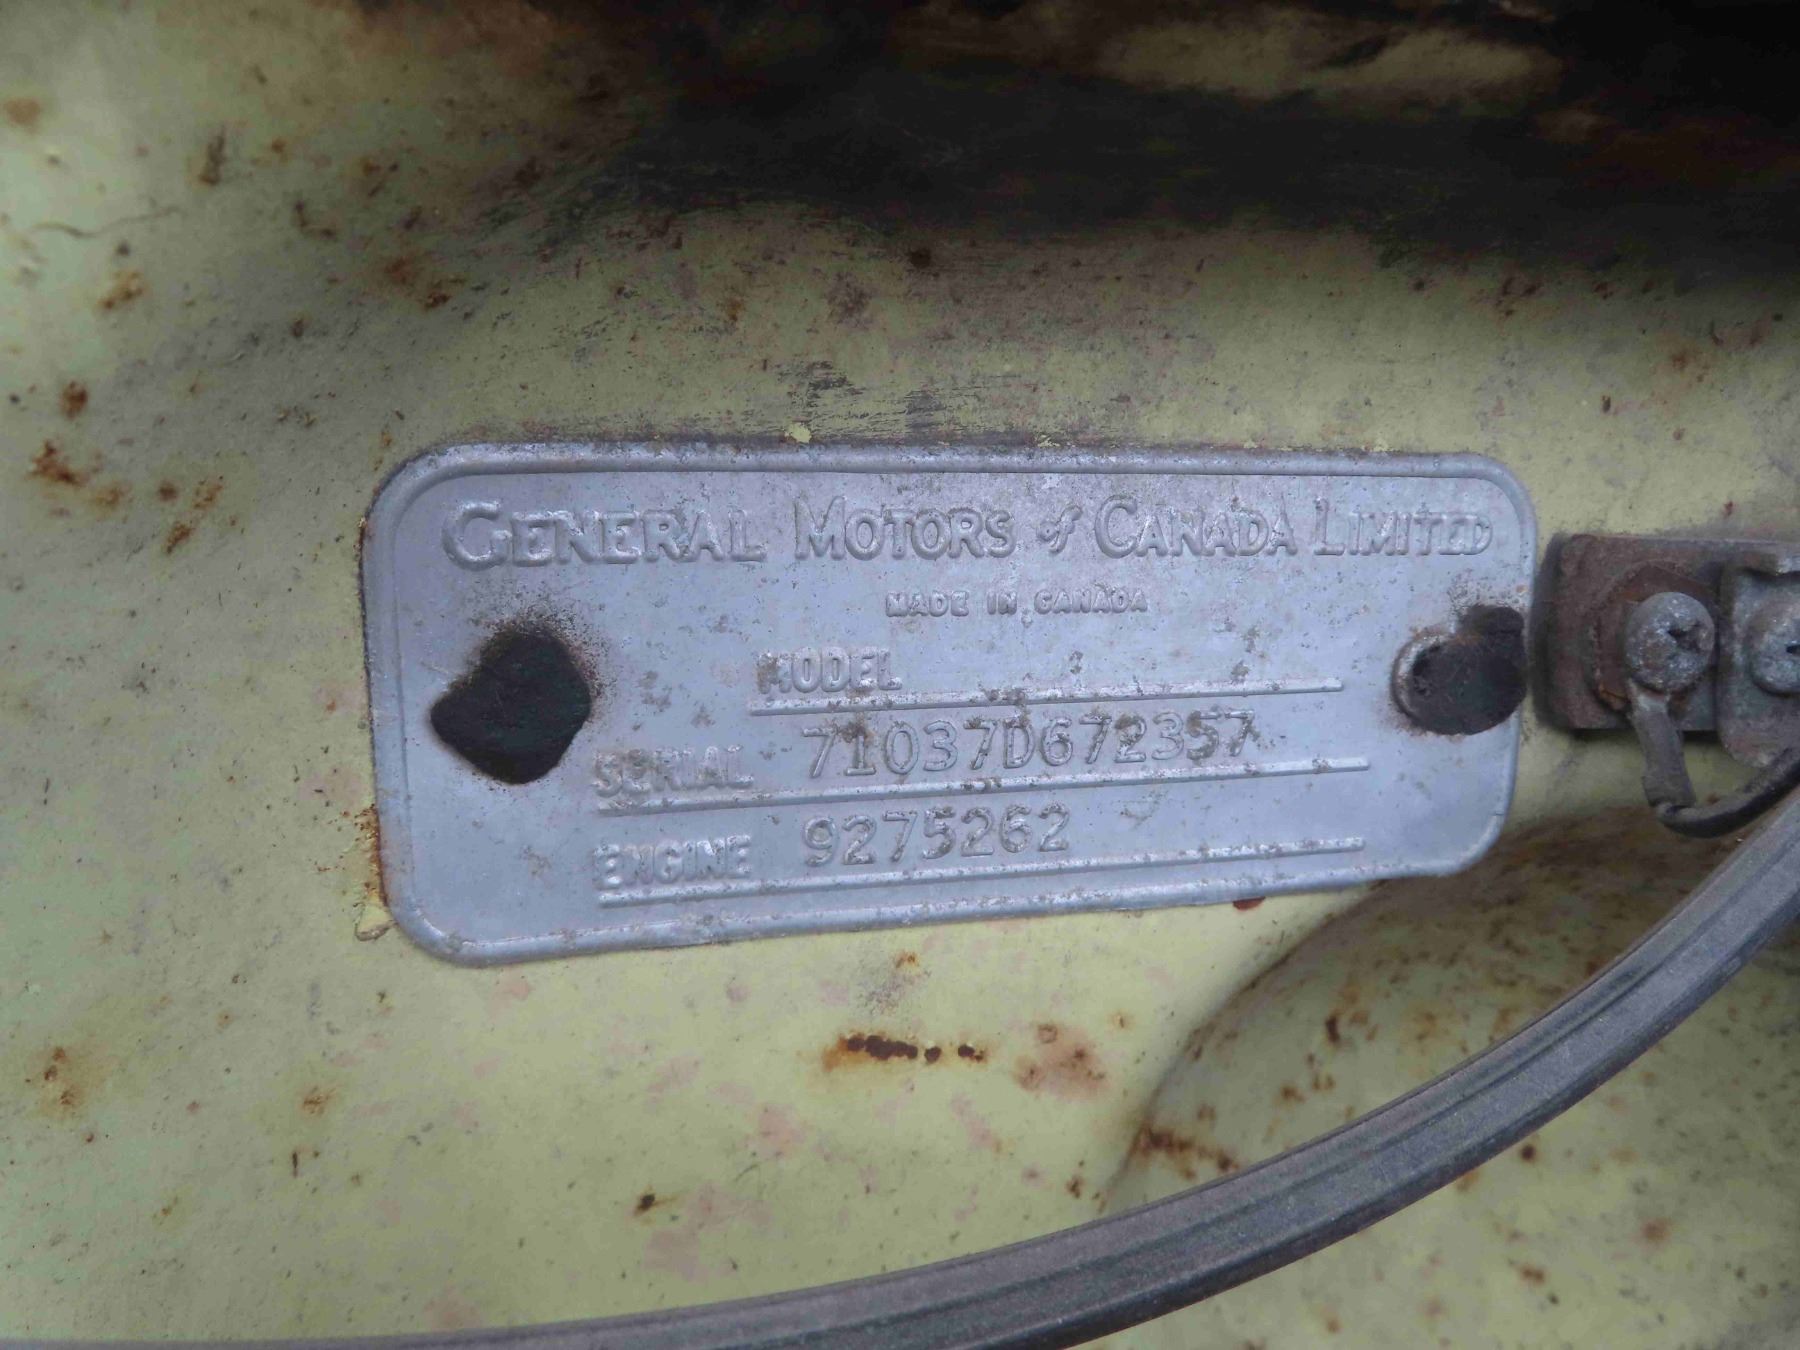 GENERAL MOTORS of CANADA LIMITED
MADE IN CANADA
MODEL
SERIAL 71037D672357
ENGINE 9275262